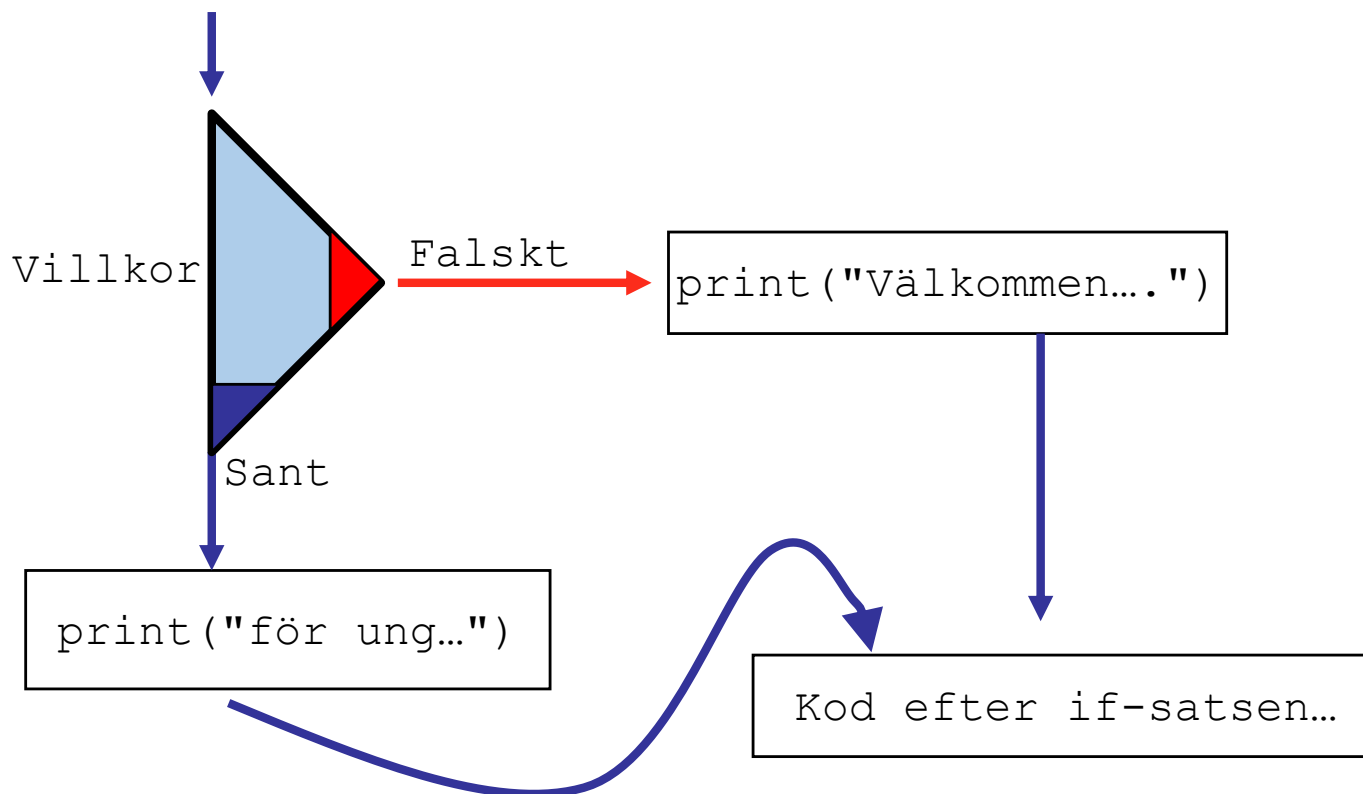 Villkor
Falskt
print("Välkommen….")
Sant
print("för ung…")
Kod efter if-satsen…